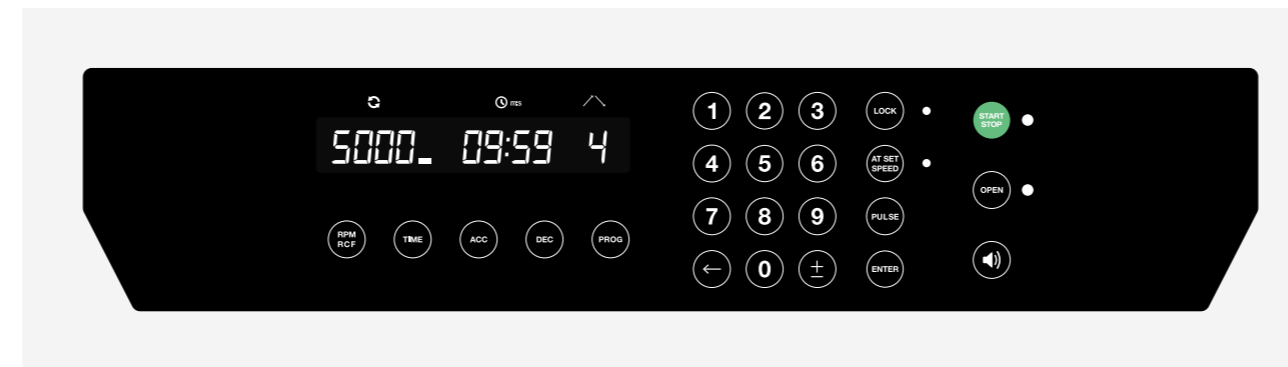 m:s
5000 09:59 4
RPM
RCF
TIME
ACC
DEC
PROG
1 2 3
4 5 6
7 8 9
← 0 ±
LOCK
AT SET
SPEED
PULSE
ENTER
START
STOP
OPEN